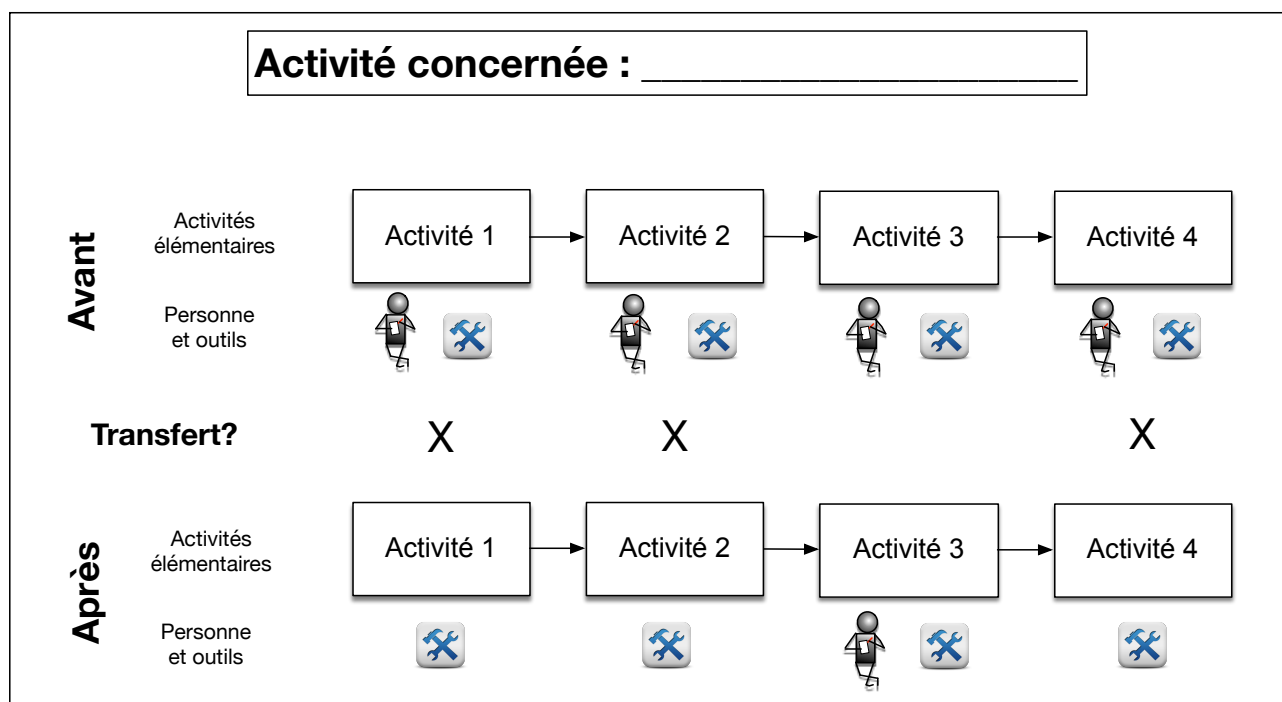 Activité concernée : ______________________
Avant
Activités
élémentaires
Activité 1
Activité 2
Activité 3
Activité 4
Personne
et outils
Transfert?
X
X
X
Après
Activités
élémentaires
Activité 1
Activité 2
Activité 3
Activité 4
Personne
et outils